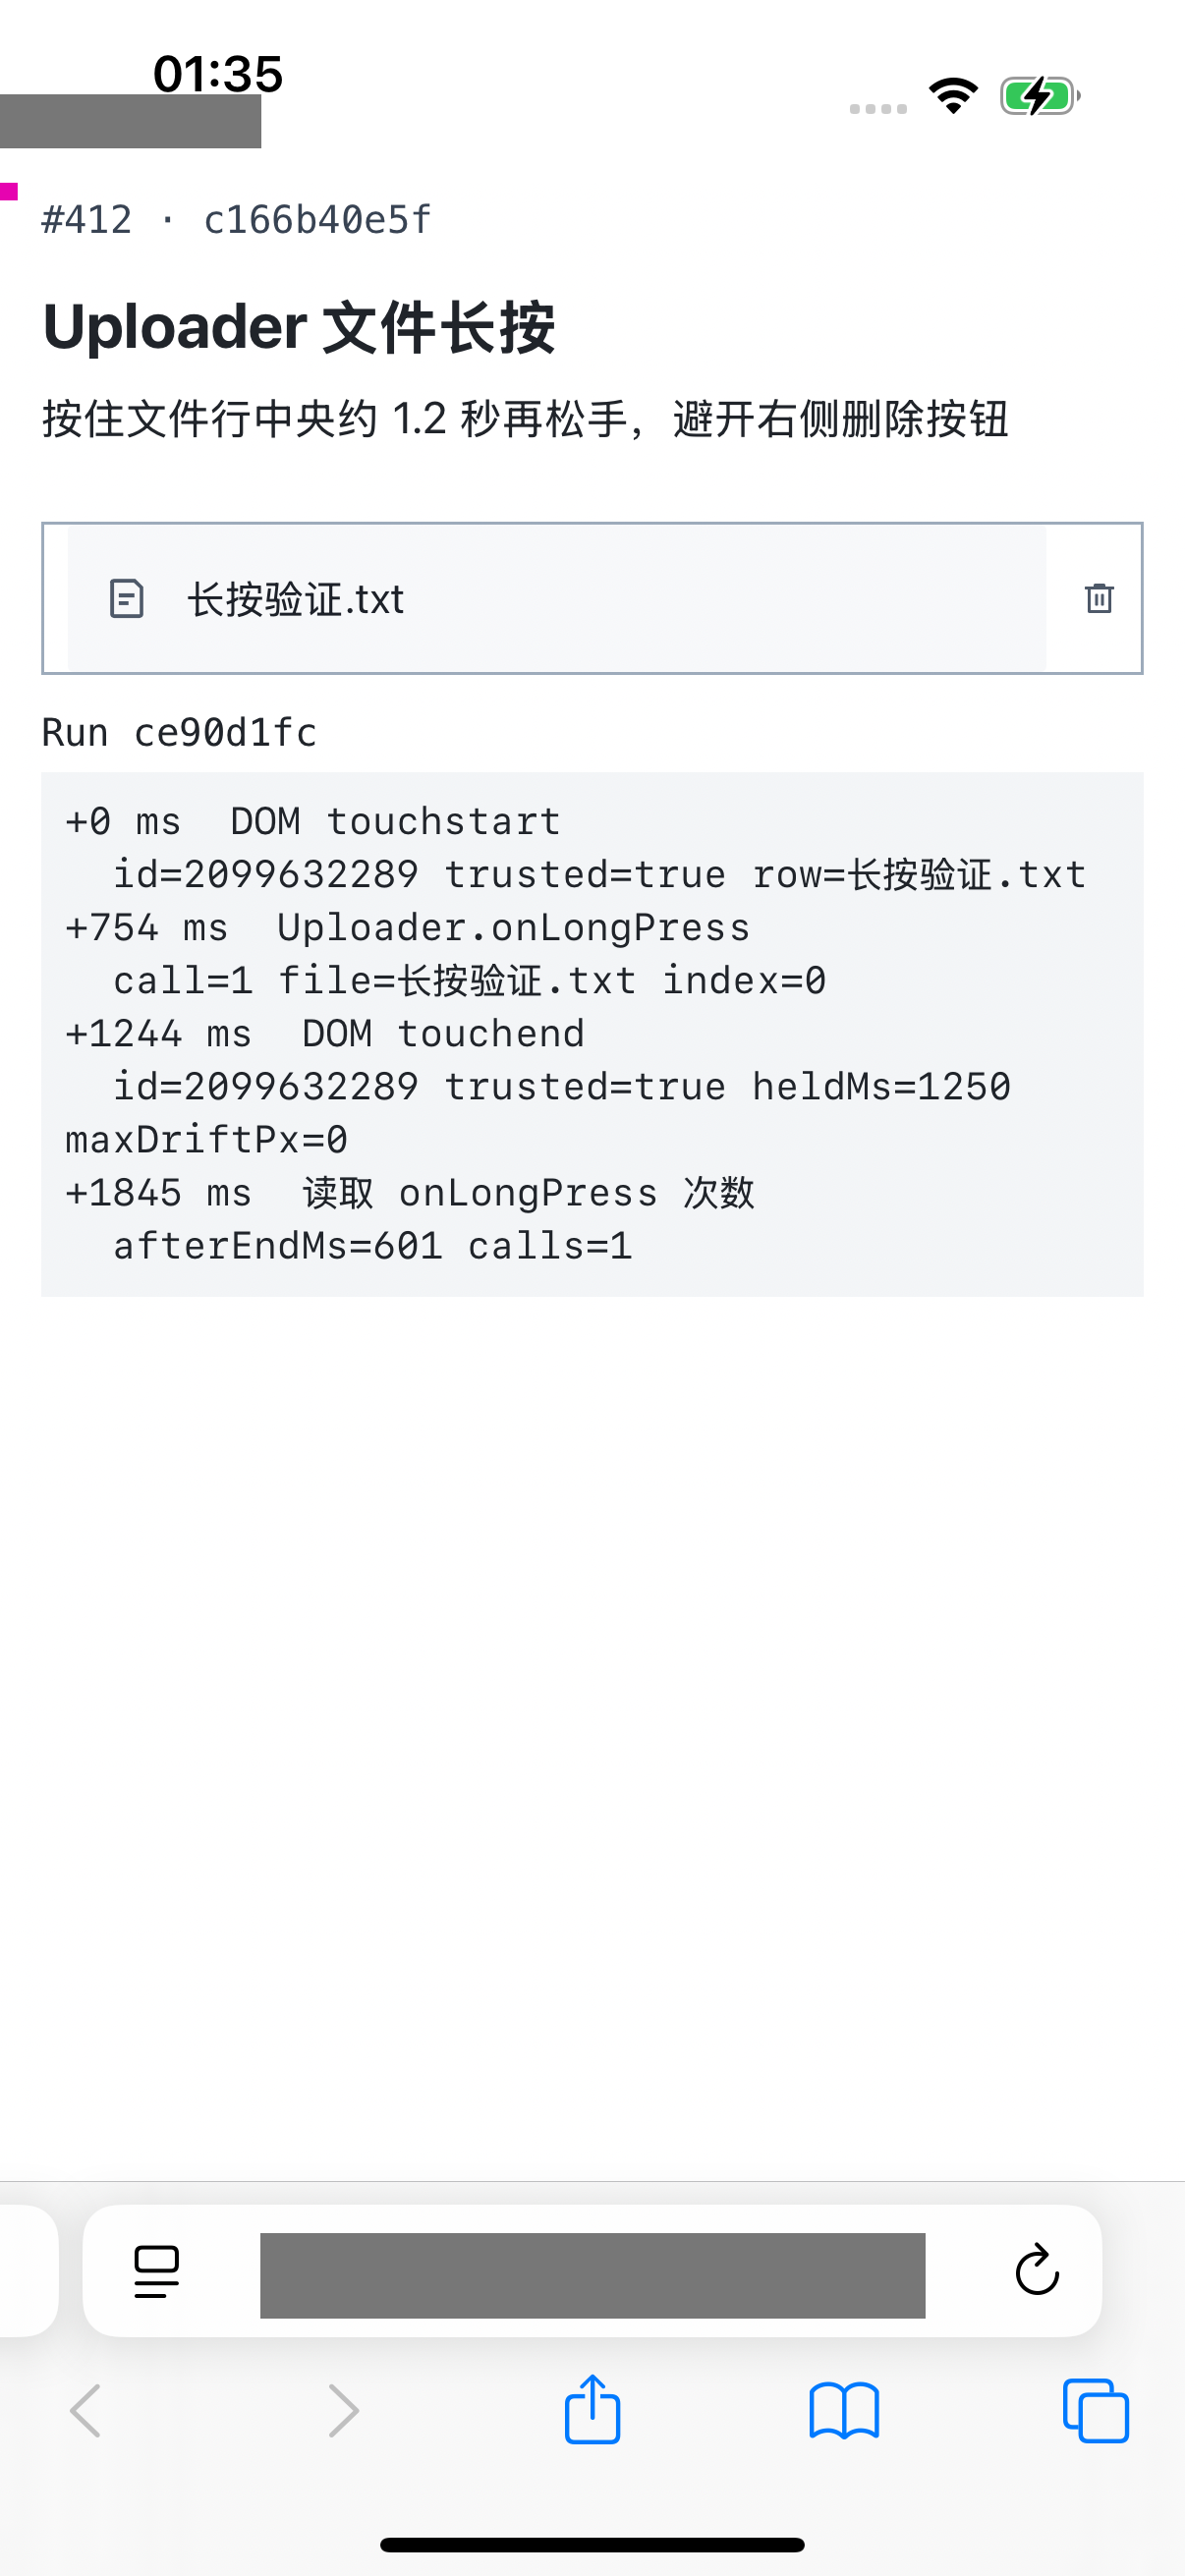 01:35
#412 · c166b40e5f
Uploader 文件长按
按住文件行中央约 1.2 秒再松手，避开右侧删除按钮
长按验证.txt
Run ce90d1fc
+0 ms  DOM touchstart
  id=2099632289 trusted=true row=长按验证.txt
+754 ms  Uploader.onLongPress
  call=1 file=长按验证.txt index=0
+1244 ms  DOM touchend
  id=2099632289 trusted=true heldMs=1250
maxDriftPx=0
+1845 ms  读取 onLongPress 次数
  afterEndMs=601 calls=1